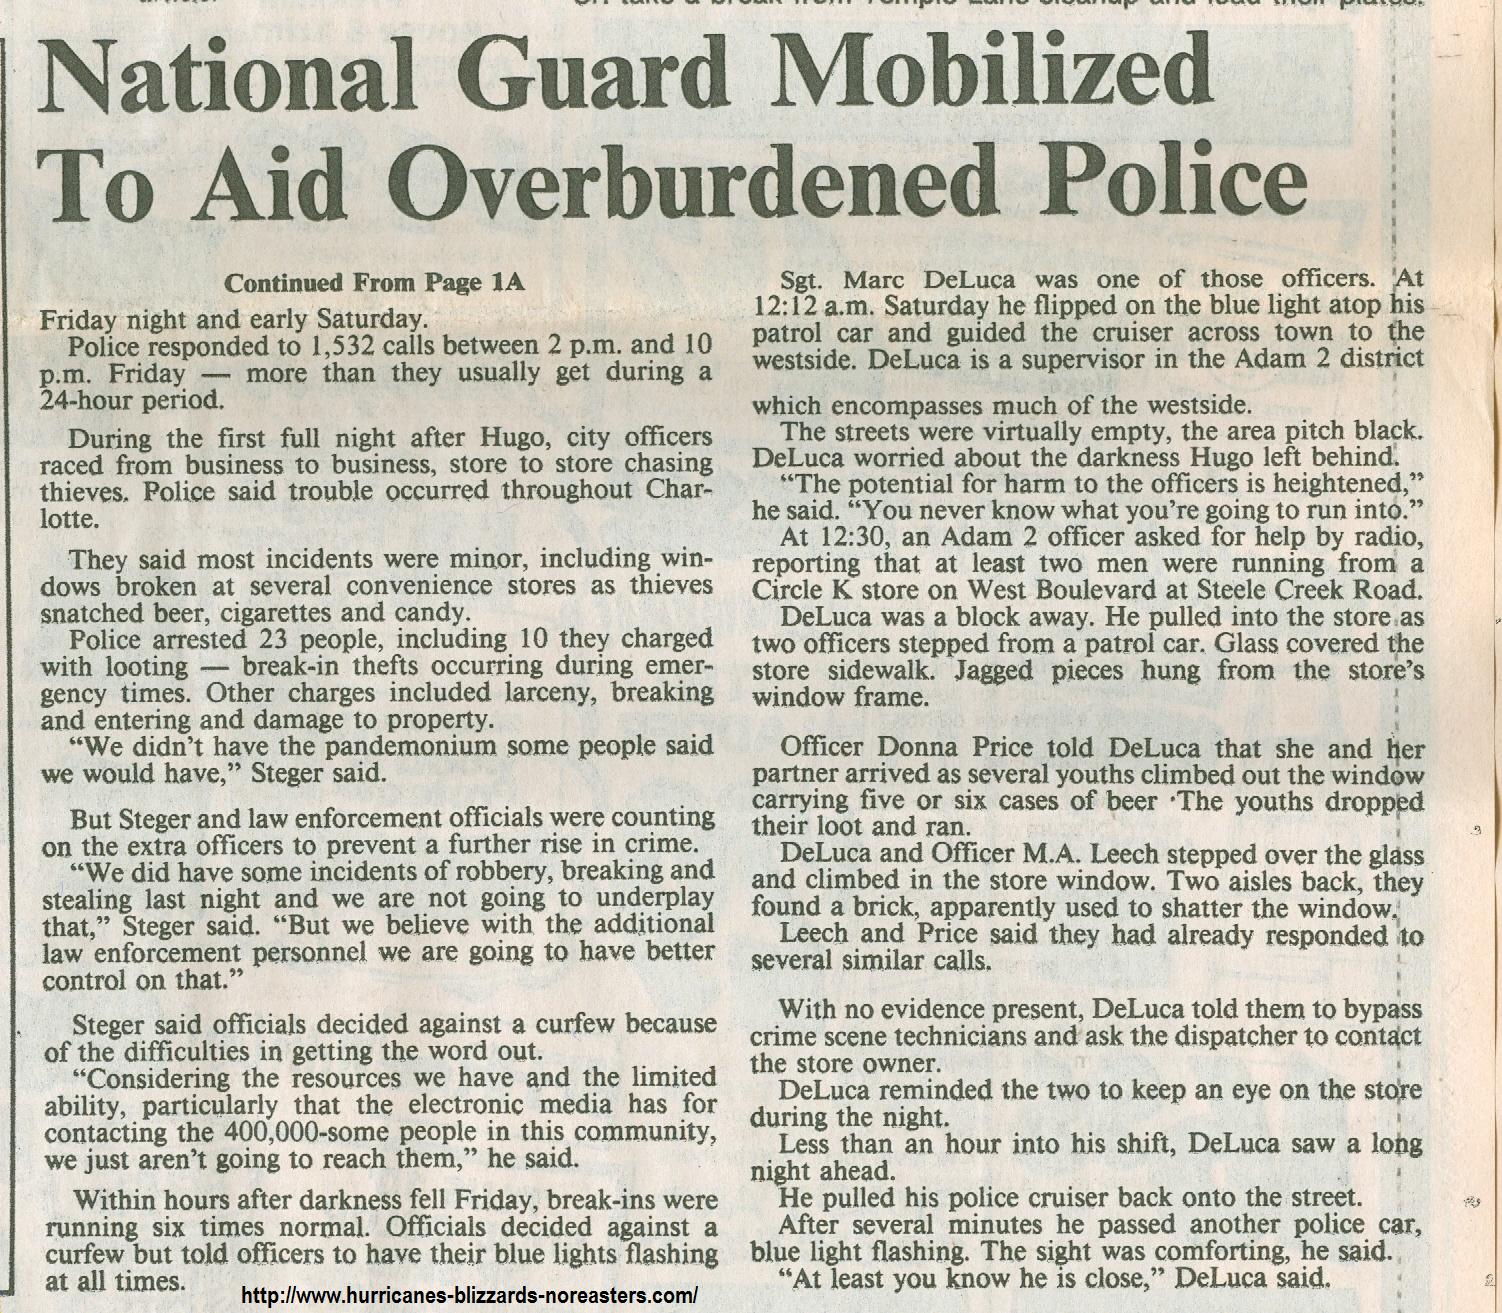 National Guard Mobilized
To Aid Overburdened Police
Continued From Page 1A
Friday night and early Saturday.
Police responded to 1,532 calls between 2 p.m. and 10
p.m. Friday — more than they usually get during a
24-hour period.
During the first full night after Hugo, city officers
raced from business to business, store to store chasing
thieves. Police said trouble occurred throughout Char-
lotte.
They said most incidents were minor, including win-
dows broken at several convenience stores as thieves
snatched beer, cigarettes and candy.
Police arrested 23 people, including 10 they charged
with looting — break-in thefts occurring during emer-
gency times. Other charges included larceny, breaking
and entering and damage to property.
“We didn’t have the pandemonium some people said
we would have,” Steger said.
But Steger and law enforcement officials were counting
on the extra officers to prevent a further rise in crime.
“We did have some incidents of robbery, breaking and
stealing last night and we are not going to underplay
that,” Steger said. “But we believe with the additional
law enforcement personnel we are going to have better
control on that.”
Steger said officials decided against a curfew because
of the difficulties in getting the word out.
“Considering the resources we have and the limited
ability, particularly that the electronic media has for
contacting the 400,000-some people in this community,
we just aren’t going to reach them,” he said.
Within hours after darkness fell Friday, break-ins were
running six times normal. Officials decided against a
curfew but told officers to have their blue lights flashing
at all times.
Sgt. Marc DeLuca was one of those officers. At
12:12 a.m. Saturday he flipped on the blue light atop his
patrol car and guided the cruiser across town to the
westside. DeLuca is a supervisor in the Adam 2 district
which encompasses much of the westside.
The streets were virtually empty, the area pitch black.
DeLuca worried about the darkness Hugo left behind.
“The potential for harm to the officers is heightened,”
he said. “You never know what you’re going to run into.”
At 12:30, an Adam 2 officer asked for help by radio,
reporting that at least two men were running from a
Circle K store on West Boulevard at Steele Creek Road.
DeLuca was a block away. He pulled into the store as
two officers stepped from a patrol car. Glass covered the
store sidewalk. Jagged pieces hung from the store’s
window frame.
Officer Donna Price told DeLuca that she and her
partner arrived as several youths climbed out the window
carrying five or six cases of beer ·The youths dropped
their loot and ran.
DeLuca and Officer M.A. Leech stepped over the glass
and climbed in the store window. Two aisles back, they
found a brick, apparently used to shatter the window.
Leech and Price said they had already responded to
several similar calls.
With no evidence present, DeLuca told them to bypass
crime scene technicians and ask the dispatcher to contact
the store owner.
DeLuca reminded the two to keep an eye on the store
during the night.
Less than an hour into his shift, DeLuca saw a long
night ahead.
He pulled his police cruiser back onto the street.
After several minutes he passed another police car,
blue light flashing. The sight was comforting, he said.
“At least you know he is close,” DeLuca said.
http://www.hurricanes-blizzards-noreasters.com/